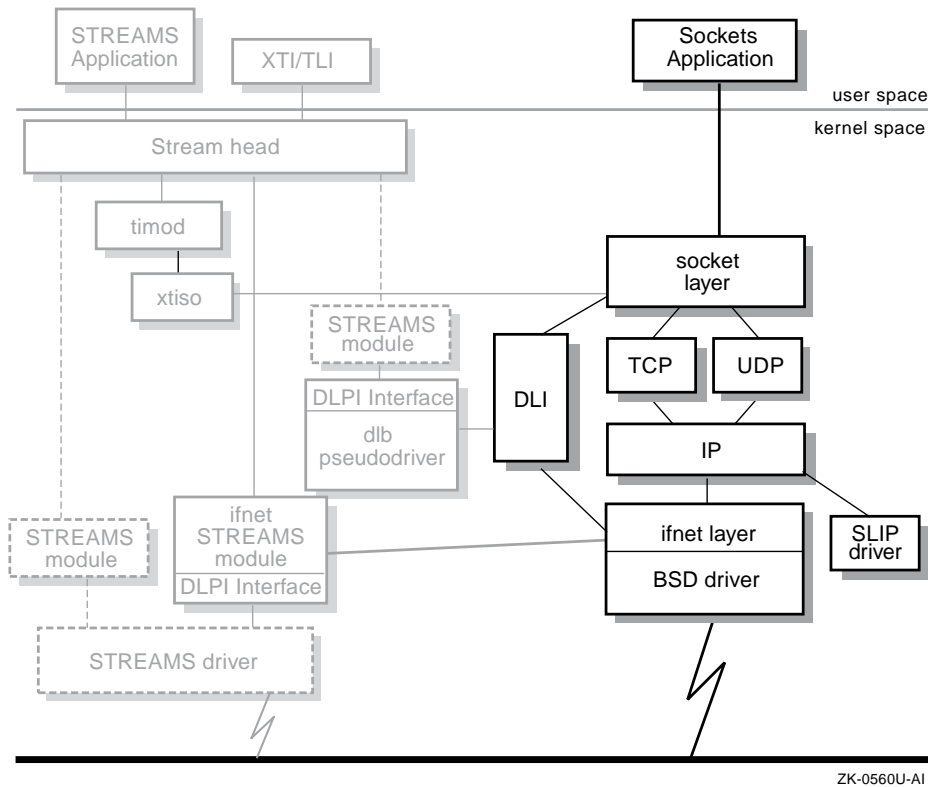 STREAMS
Application
XTI/TLI
Sockets
Application
user space
kernel space
Stream head
timod
socket
layer
xtiso
STREAMS
module
TCP
UDP
DLI
DLPI Interface
dlb
pseudodriver
IP
ifnet
STREAMS
module
DLPI Interface
STREAMS
module
ifnet layer
BSD driver
SLIP
driver
STREAMS driver
ZK-0560U-AI